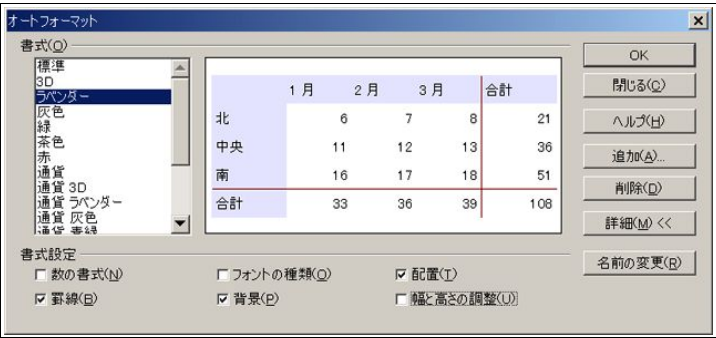 オートフォーマット
書式(O)
標準
3D
ラベンダー
灰色
緑
茶色
赤
通貨
通貨 3D
通貨 ラベンダー
通貨 灰色
通貨 青緑
1 月 2 月 3 月 合計
北 6 7 8 21
中央 11 12 13 36
南 16 17 18 51
合計 33 36 39 108
OK
閉じる(C)
ヘルプ(H)
追加(A)...
削除(D)
詳細(M) <<
名前の変更(R)
書式設定
数の書式(N) フォントの種類(O) 配置(T)
罫線(B) 背景(P) 幅と高さの調整(U)